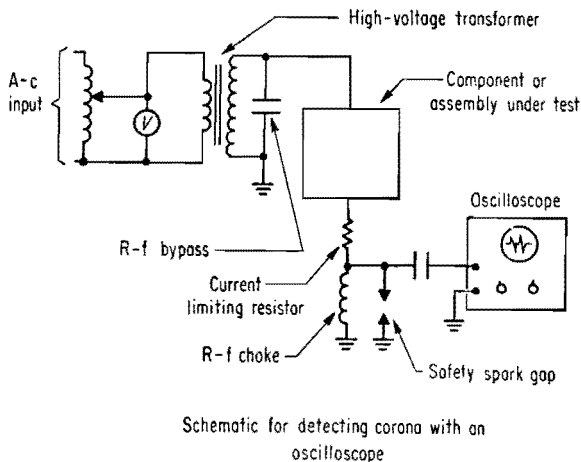 High-voltage transformer
A-c
input
V
Component or
assembly under test
Oscilloscope
R-f bypass
Current
limiting resistor
R-f choke
Safety spark gap
Schematic for detecting corona with an
oscilloscope